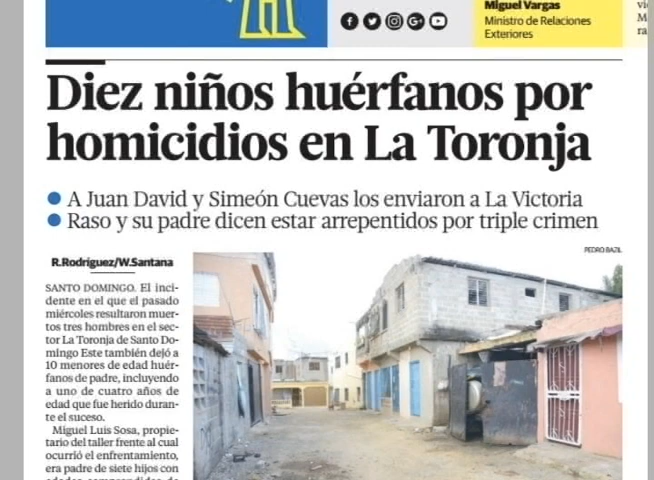 Miguel Vargas
Ministro de Relaciones
Exteriores
Diez niños huérfanos por
homicidios en La Toronja
● A Juan David y Simeón Cuevas los enviaron a La Victoria
● Raso y su padre dicen estar arrepentidos por triple crimen
PEDRO BAZIL
R.Rodríguez/W.Santana
SANTO DOMINGO. El inci-
dente en el que el pasado
miércoles resultaron muer-
tos tres hombres en el sec-
tor La Toronja de Santo Do-
mingo Este también dejó a
10 menores de edad huér-
fanos de padre, incluyendo
a uno de cuatro años de
edad que fue herido duran-
te el suceso.
Miguel Luis Sosa, propie-
tario del taller frente al cual
ocurrió el enfrentamiento,
era padre de siete hijos con